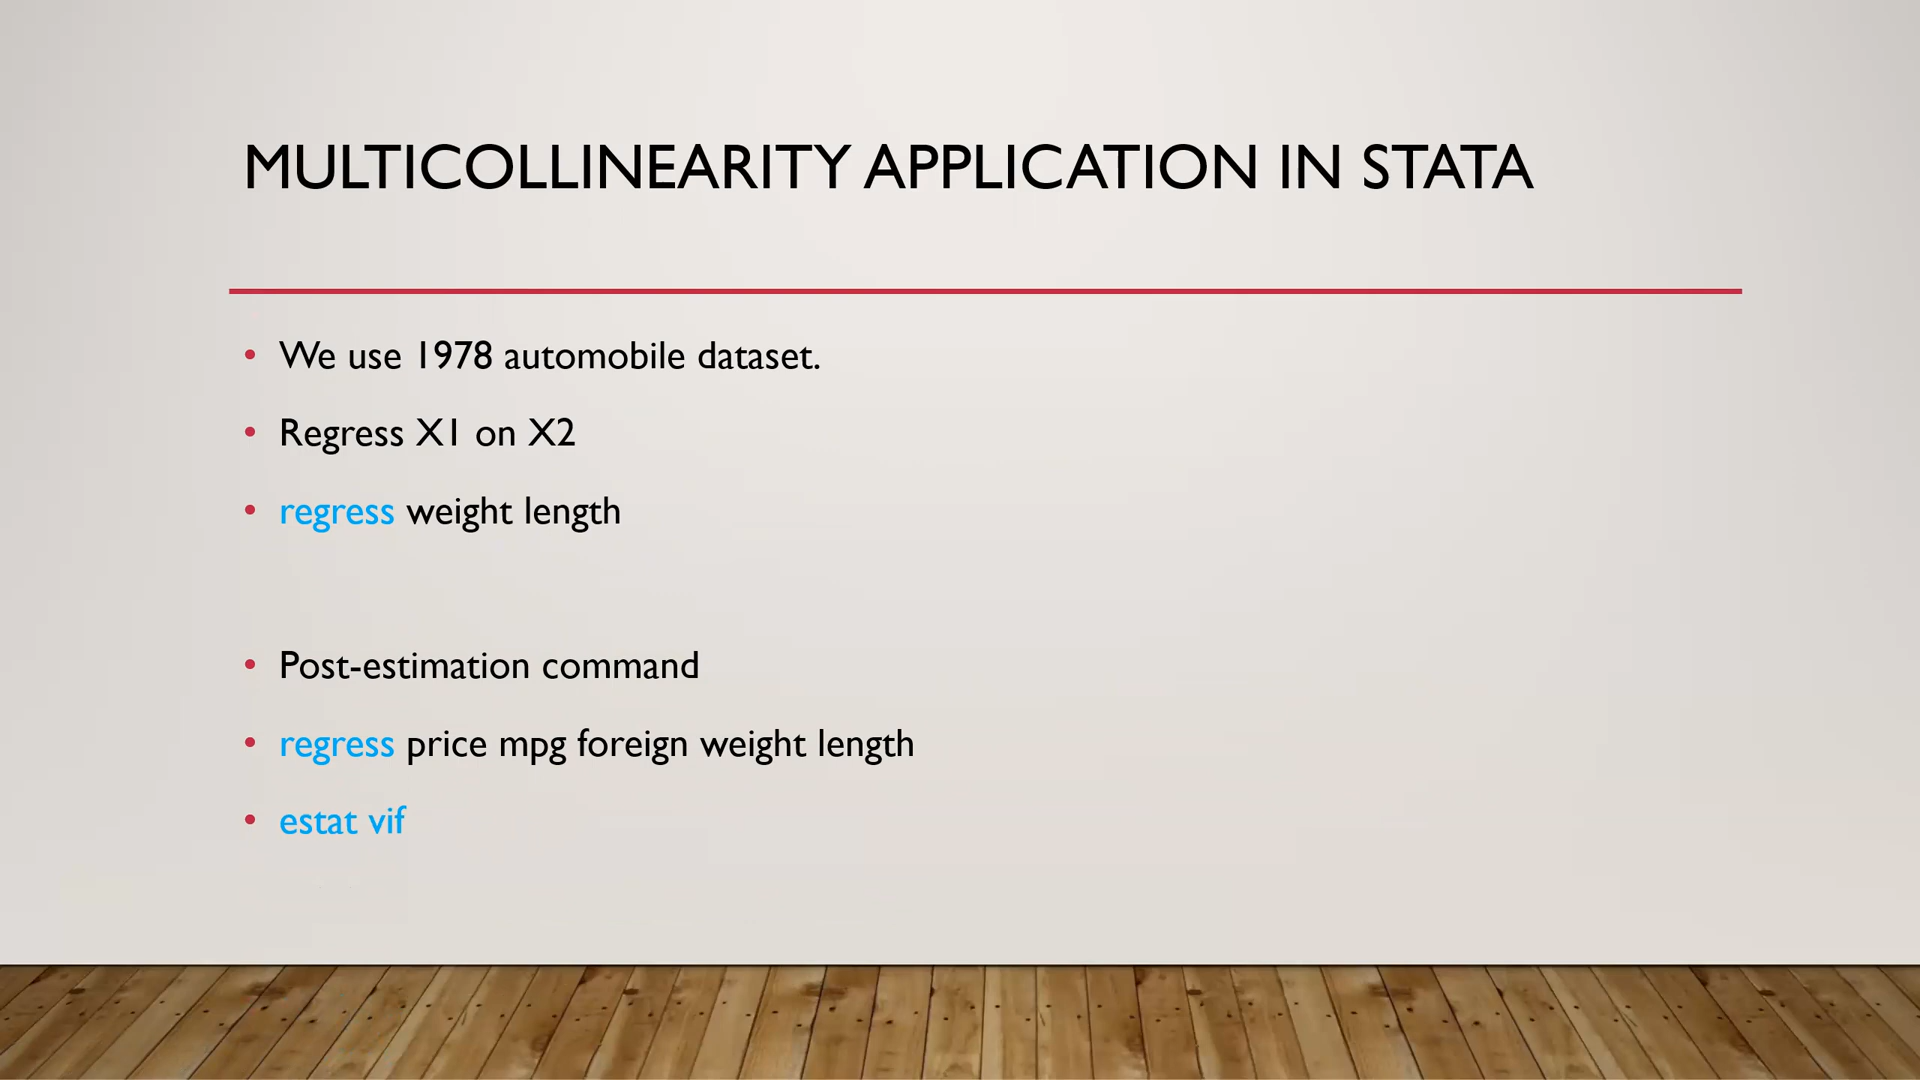 MULTICOLLINEARITY APPLICATION IN STATA
• We use 1978 automobile dataset.
• Regress X1 on X2
• regress weight length
• Post-estimation command
• regress price mpg foreign weight length
• estat vif